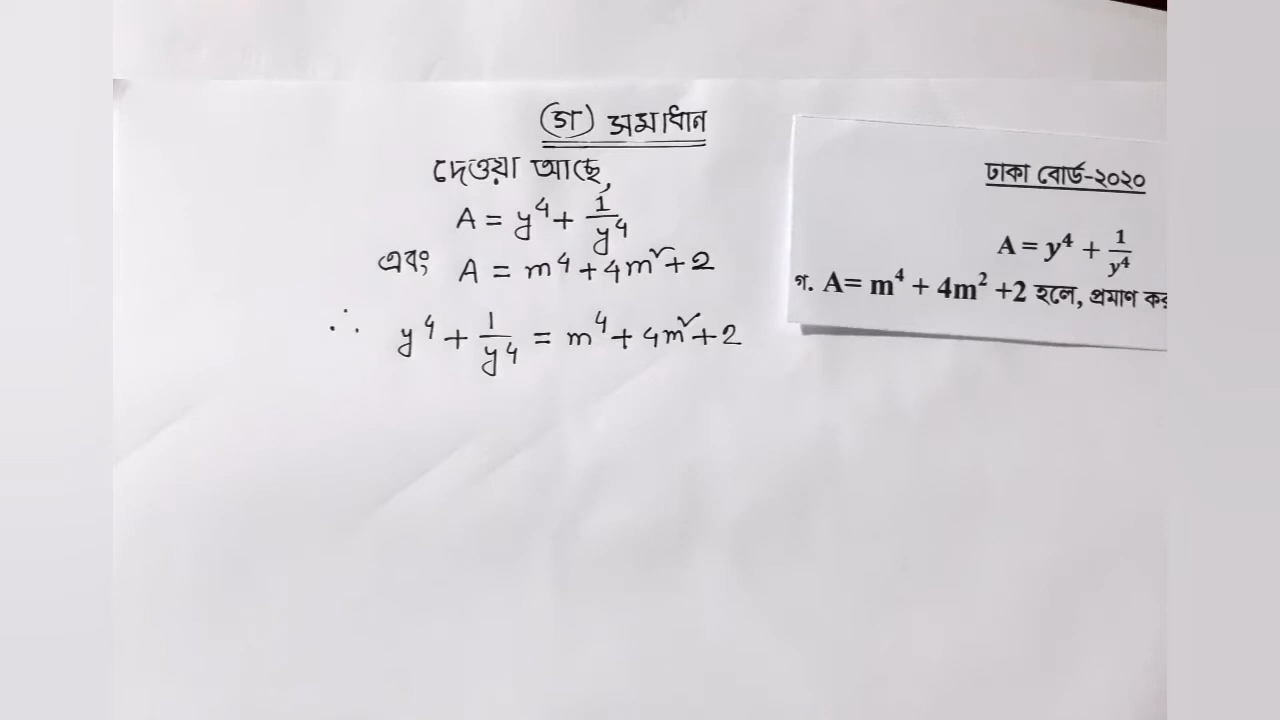 (গ) সমাধান
দেওয়া আছে,
A = y⁴ + 1/y⁴
এবং A = m⁴ + 4m² + 2
∴ y⁴ + 1/y⁴ = m⁴ + 4m² + 2
ঢাকা বোর্ড-২০২০
A = y⁴ + 1/y⁴
গ. A= m⁴ + 4m² +2 হলে, প্রমাণ কর